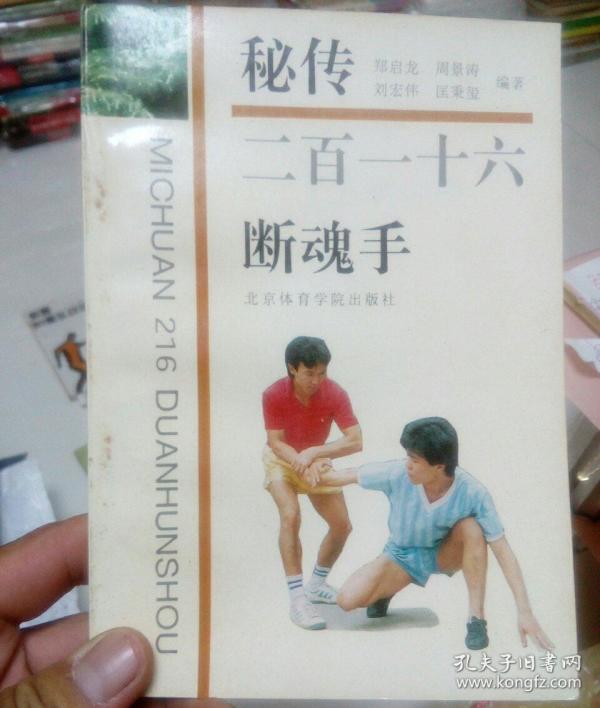 秘传
郑启龙 周景涛
刘宏伟 匡秉玺
编著
二百一十六
断魂手
北京体育学院出版社
MICHUAN 216 DUANHUNSHOU
孔夫子旧书网
www.kongfz.com